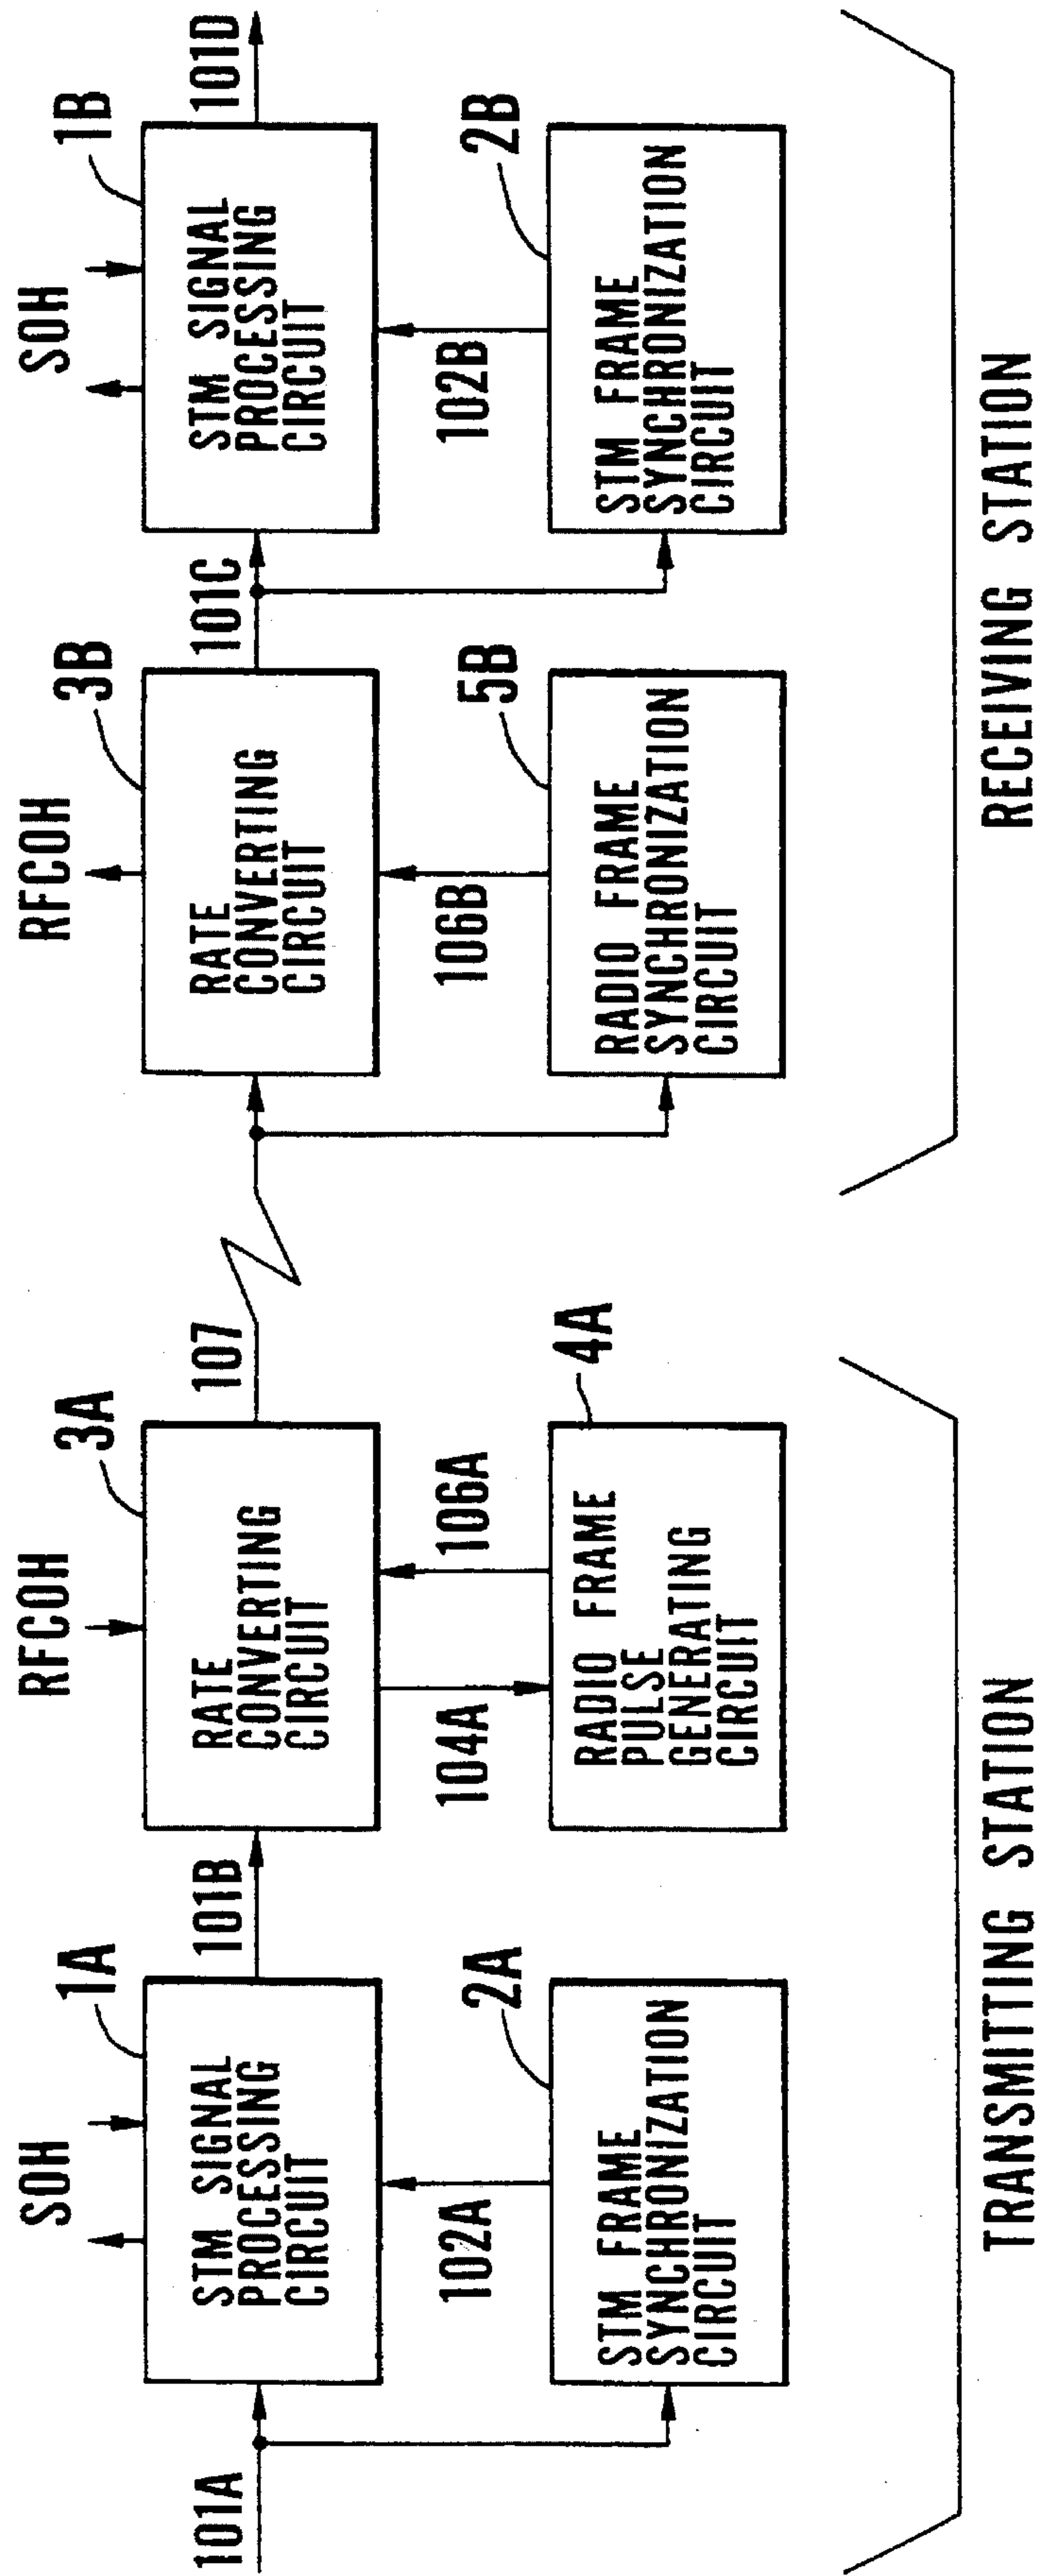 SOH
1A
STM SIGNAL
PROCESSING
CIRCUIT
101A
101B
102A
2A
STM FRAME
SYNCHRONIZATION
CIRCUIT
RFCOH
3A
RATE
CONVERTING
CIRCUIT
107
104A
106A
4A
RADIO FRAME
PULSE
GENERATING
CIRCUIT
TRANSMITTING STATION
RFCOH
3B
RATE
CONVERTING
CIRCUIT
101C
106B
5B
RADIO FRAME
SYNCHRONIZATION
CIRCUIT
SOH
1B
STM SIGNAL
PROCESSING
CIRCUIT
101D
102B
2B
STM FRAME
SYNCHRONIZATION
CIRCUIT
RECEIVING STATION